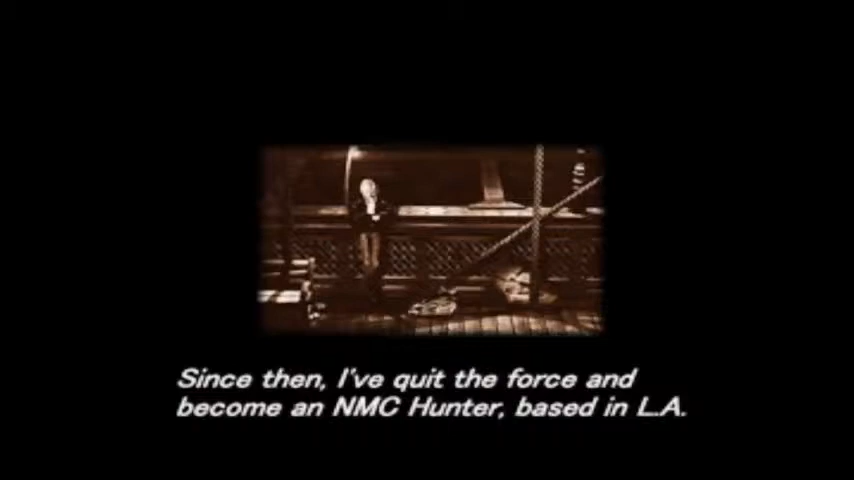 Since then, I've quit the force and
become an NMC Hunter, based in L.A.